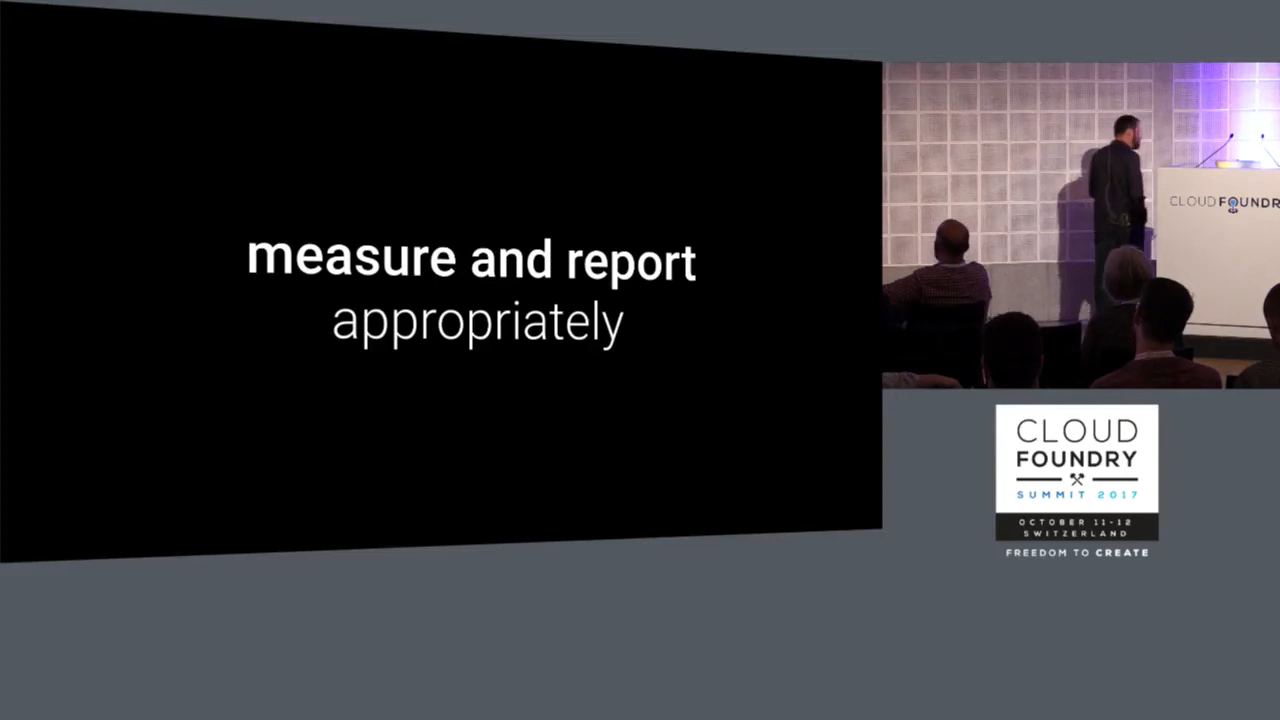 measure and report
appropriately
CLOUD FOUNDR
CLOUD
FOUNDRY
SUMMIT 2017
OCTOBER 11-12
SWITZERLAND
FREEDOM TO CREATE